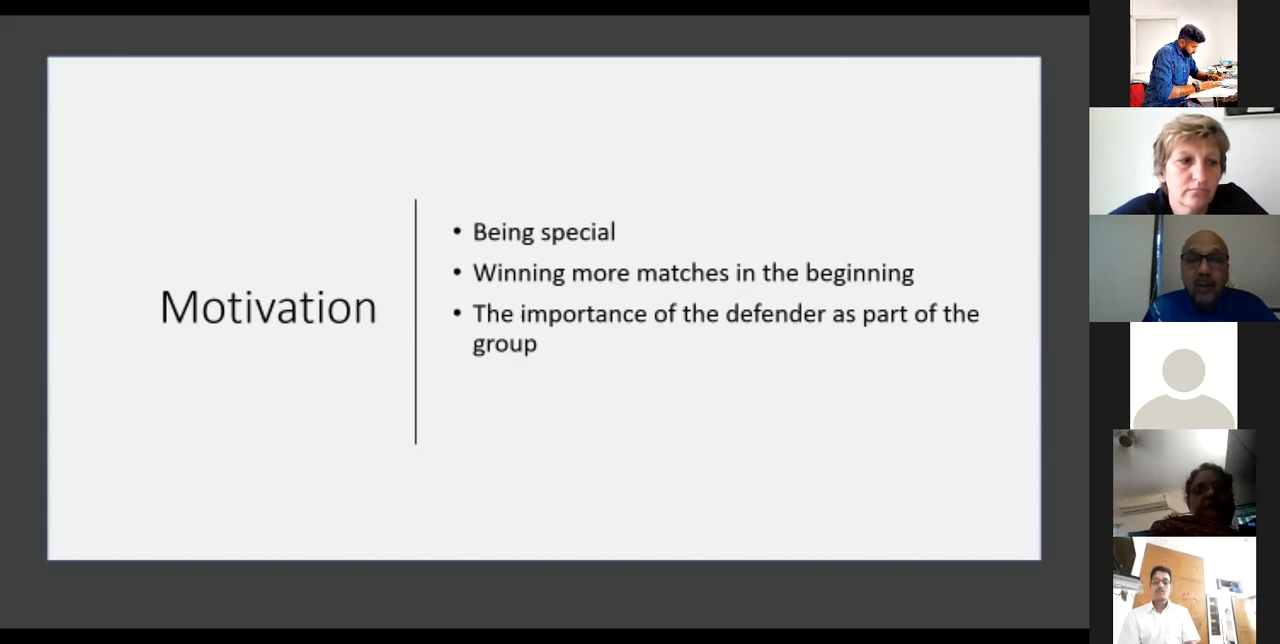 Motivation
• Being special
• Winning more matches in the beginning
• The importance of the defender as part of the
group